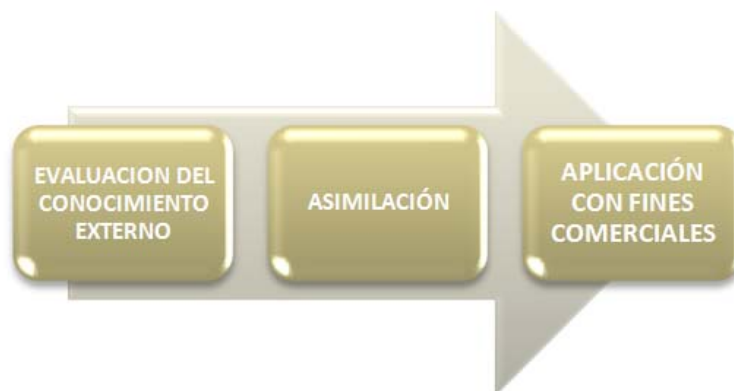 EVALUACION DEL
CONOCIMIENTO
EXTERNO
ASIMILACIÓN
APLICACIÓN
CON FINES
COMERCIALES